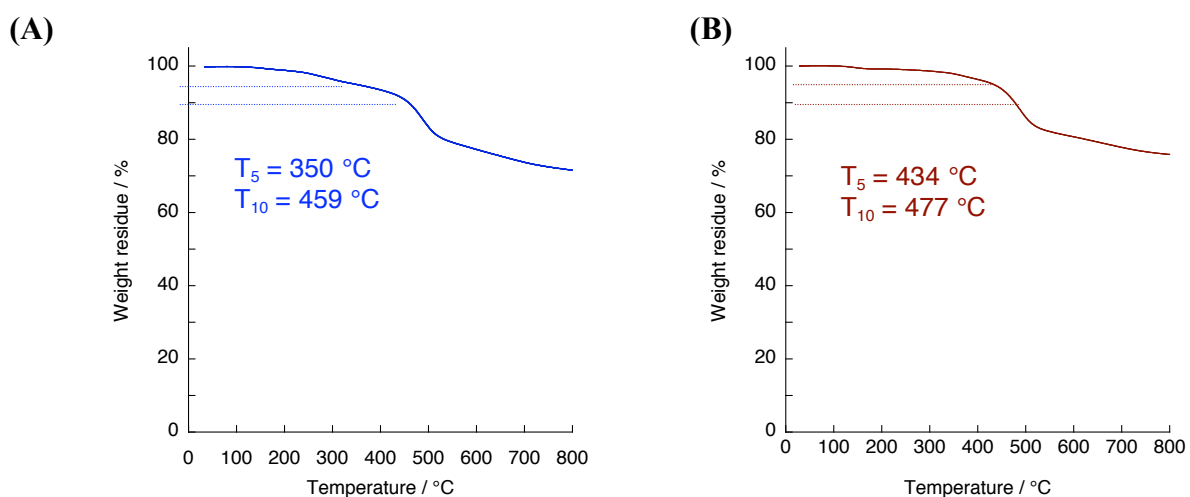 (A)
Weight residue / %
100
80
60
40
20
0
T₅ = 350 °C
T₁₀ = 459 °C
0 100 200 300 400 500 600 700 800
Temperature / °C
(B)
Weight residue / %
100
80
60
40
20
0
T₅ = 434 °C
T₁₀ = 477 °C
0 100 200 300 400 500 600 700 800
Temperature / °C